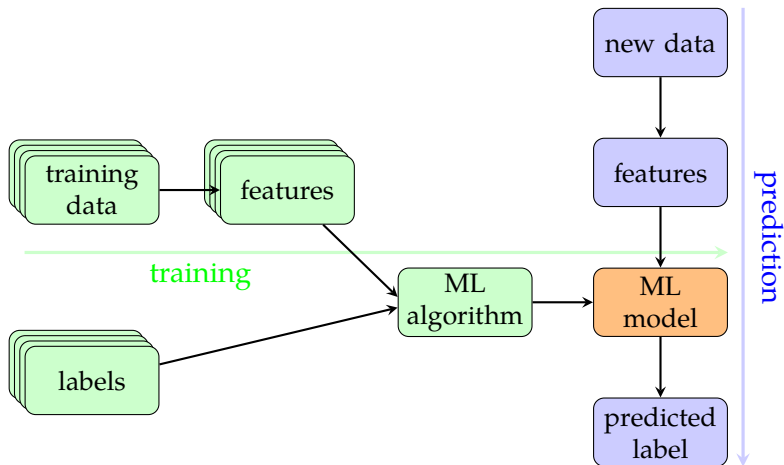 new data
training
data
features
features
prediction
training
ML
algorithm
ML
model
labels
predicted
label